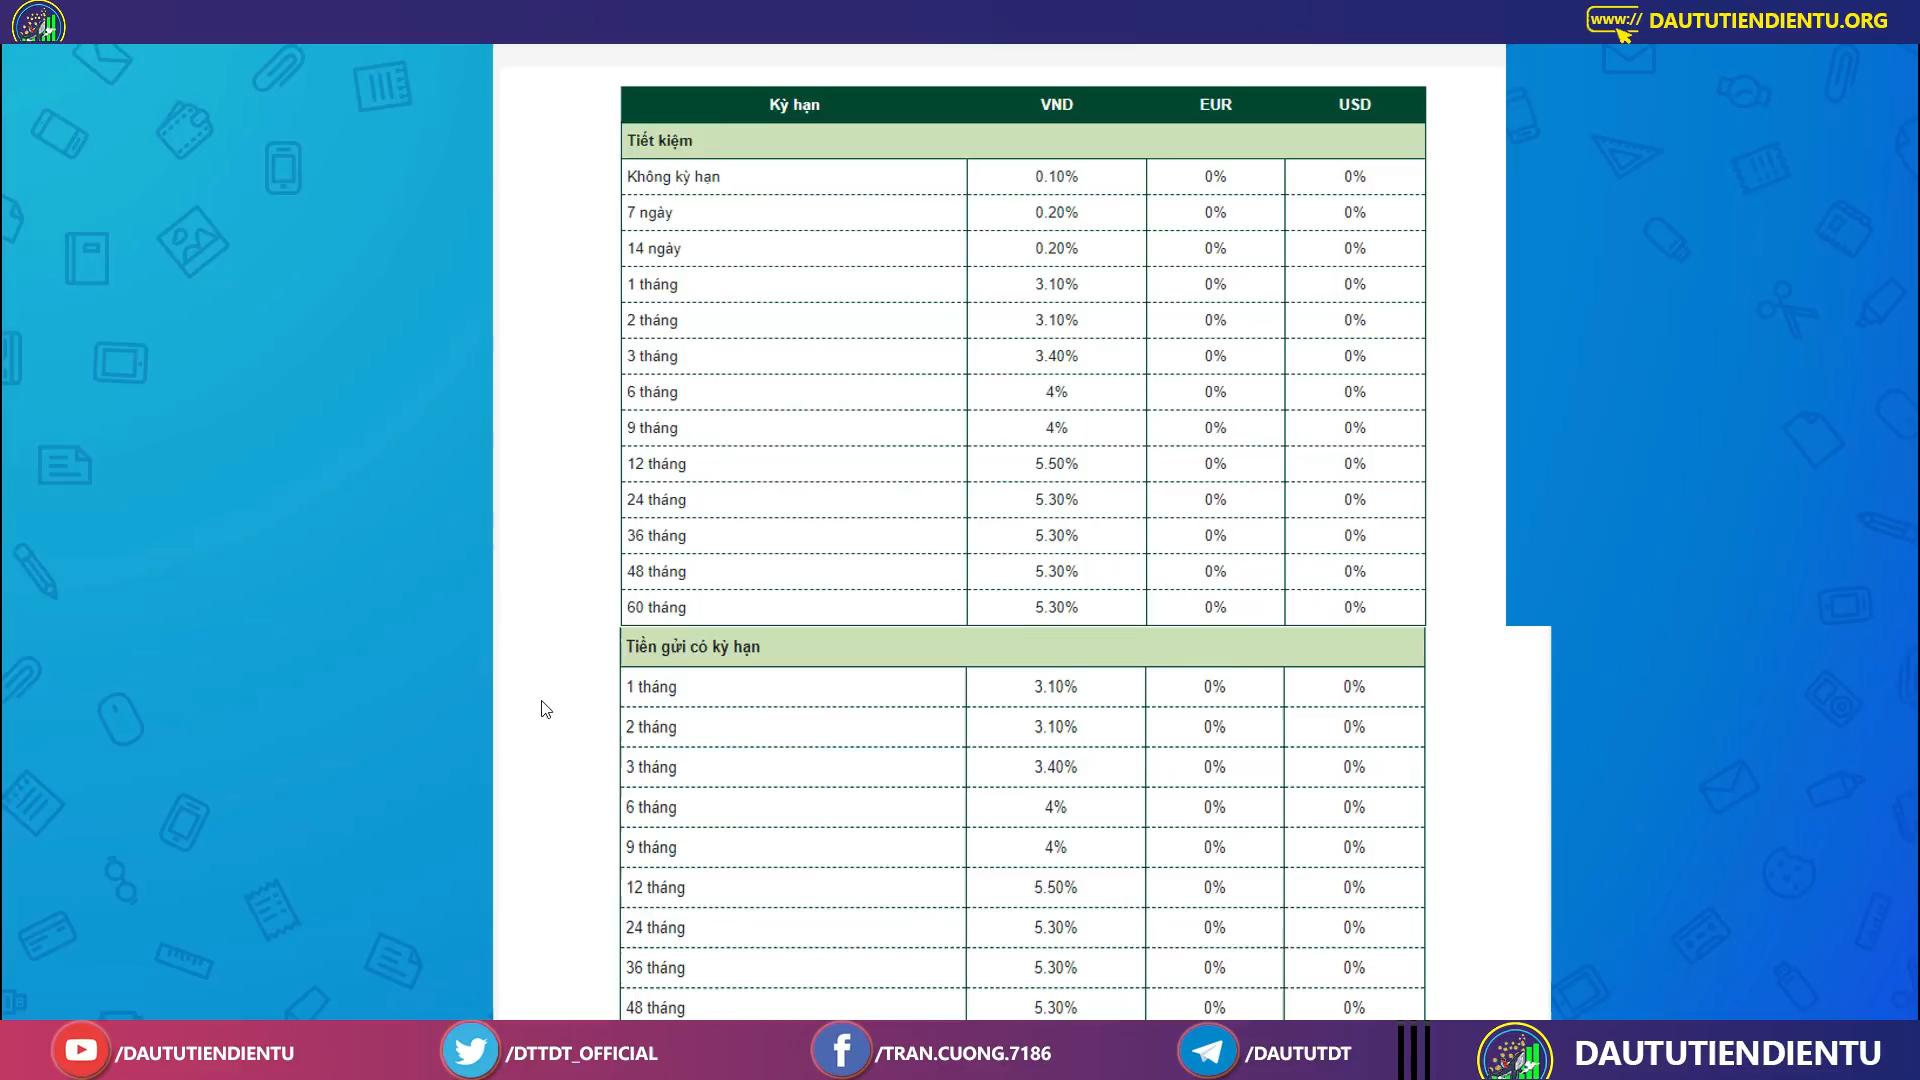 www:// DAUTUTIENDIENTU.ORG
Kỳ hạn VND EUR USD
Tiết kiệm
Không kỳ hạn 0.10% 0% 0%
7 ngày 0.20% 0% 0%
14 ngày 0.20% 0% 0%
1 tháng 3.10% 0% 0%
2 tháng 3.10% 0% 0%
3 tháng 3.40% 0% 0%
6 tháng 4% 0% 0%
9 tháng 4% 0% 0%
12 tháng 5.50% 0% 0%
24 tháng 5.30% 0% 0%
36 tháng 5.30% 0% 0%
48 tháng 5.30% 0% 0%
60 tháng 5.30% 0% 0%
Tiền gửi có kỳ hạn
1 tháng 3.10% 0% 0%
2 tháng 3.10% 0% 0%
3 tháng 3.40% 0% 0%
6 tháng 4% 0% 0%
9 tháng 4% 0% 0%
12 tháng 5.50% 0% 0%
24 tháng 5.30% 0% 0%
36 tháng 5.30% 0% 0%
48 tháng 5.30% 0% 0%
/DAUTUTIENDIENTU /DTTDT_OFFICIAL /TRAN.CUONG.7186 /DAUTUTDT DAUTUTIENDIENTU